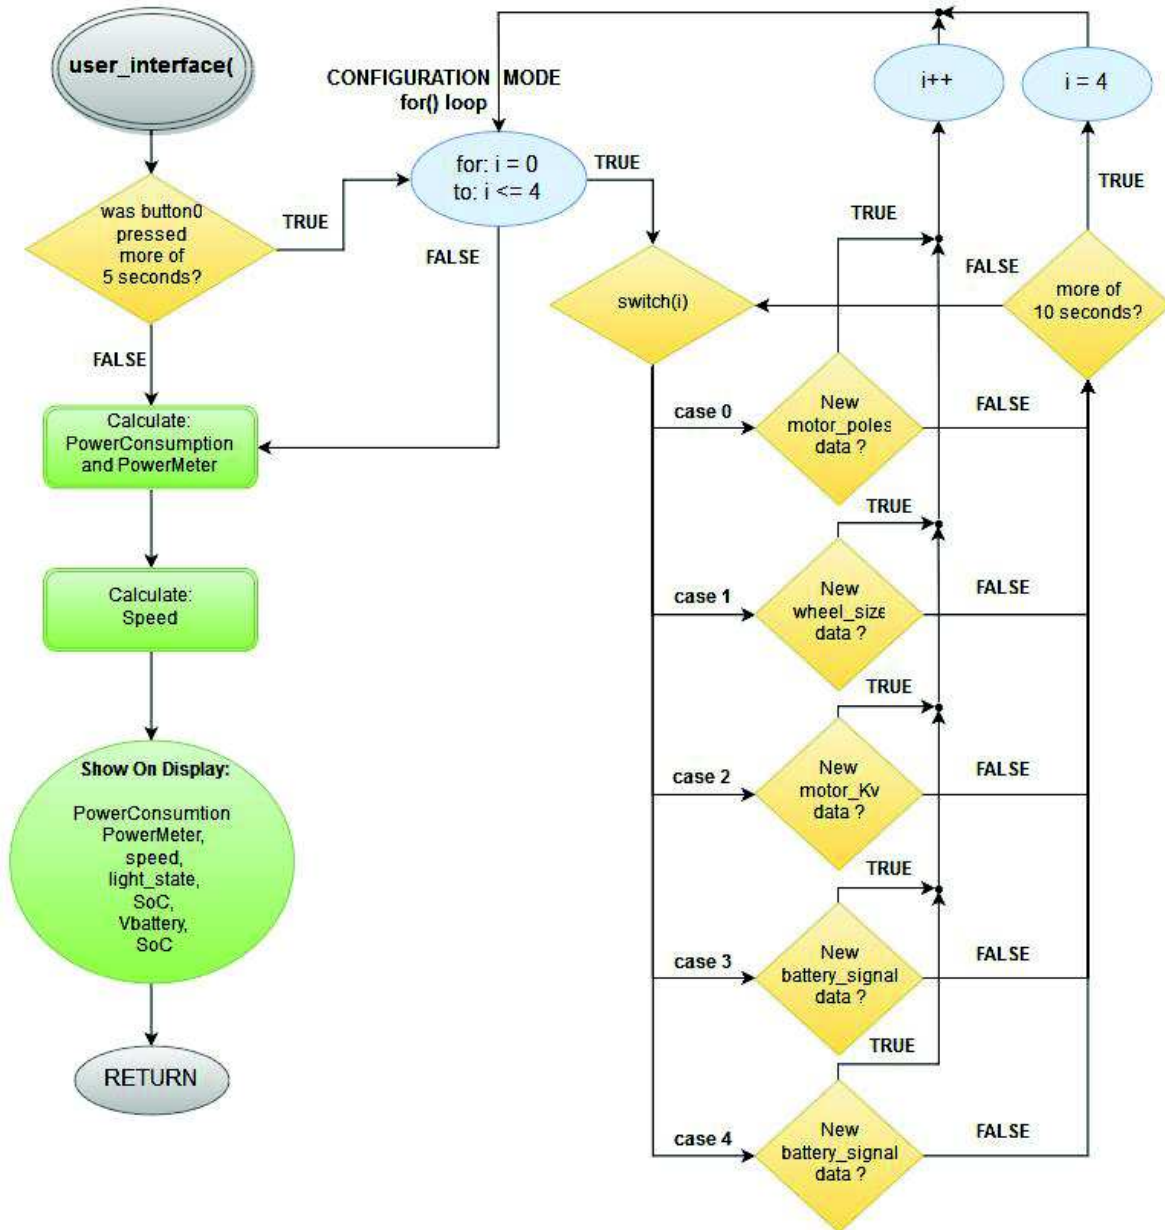 user_interface(
was button0
pressed
more of
5 seconds?
TRUE
FALSE
Calculate:
PowerConsumption
and PowerMeter
Calculate:
Speed
Show On Display:
PowerConsumtion
PowerMeter,
speed,
light_state,
SoC,
Vbattery,
SoC
RETURN
CONFIGURATION MODE
for() loop
for: i = 0
to: i <= 4
TRUE
FALSE
switch(i)
i++
i = 4
TRUE
more of
10 seconds?
FALSE
case 0
New
motor_poles
data ?
TRUE
FALSE
case 1
New
wheel_size
data ?
TRUE
FALSE
case 2
New
motor_Kv
data ?
TRUE
FALSE
case 3
New
battery_signal
data ?
TRUE
FALSE
case 4
New
battery_signal
data ?
TRUE
FALSE